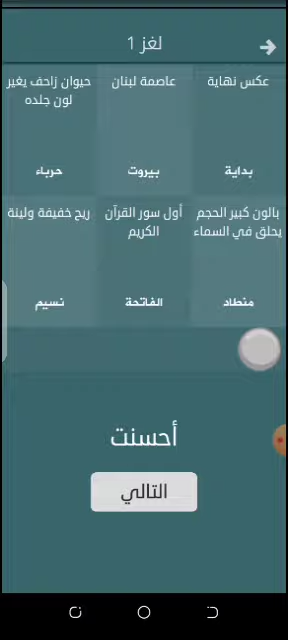 لغز 1
عكس نهاية
بداية
عاصمة لبنان
بيروت
حيوان زاحف يغير
لون جلده
حرباء
بالون كبير الحجم
يحلق في السماء
منطاد
أول سور القرآن
الكريم
الفاتحة
ريح خفيفة ولينة
نسيم
أحسنت
التالي